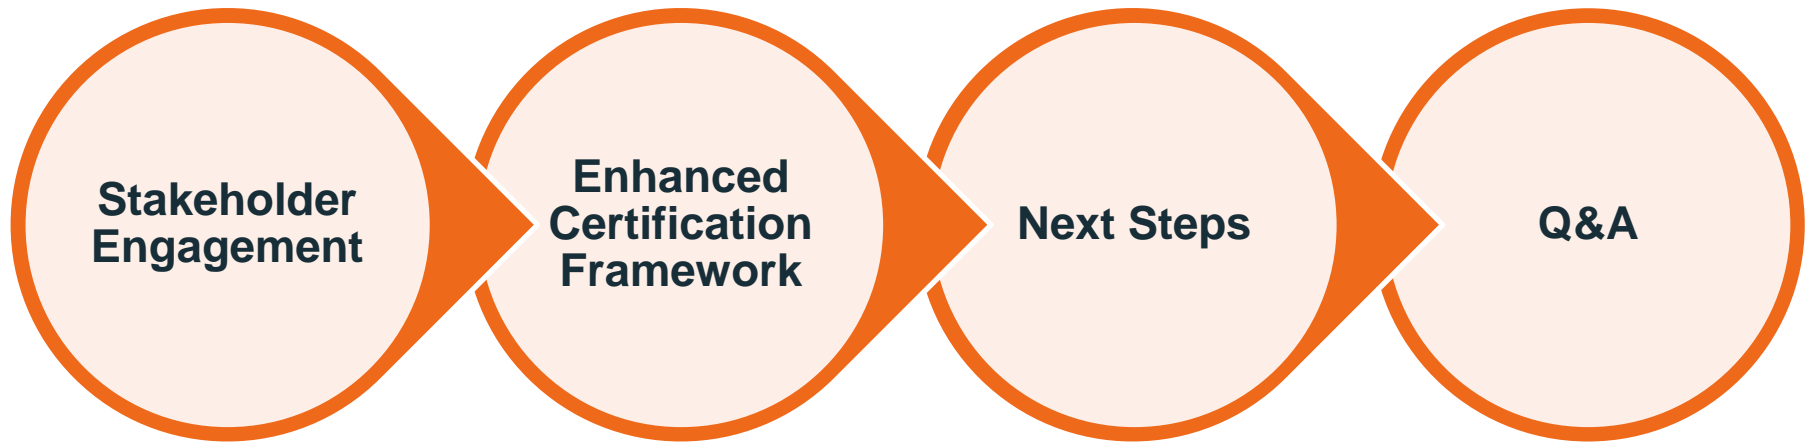 Stakeholder
Engagement
Enhanced
Certification
Framework
Next Steps
Q&A